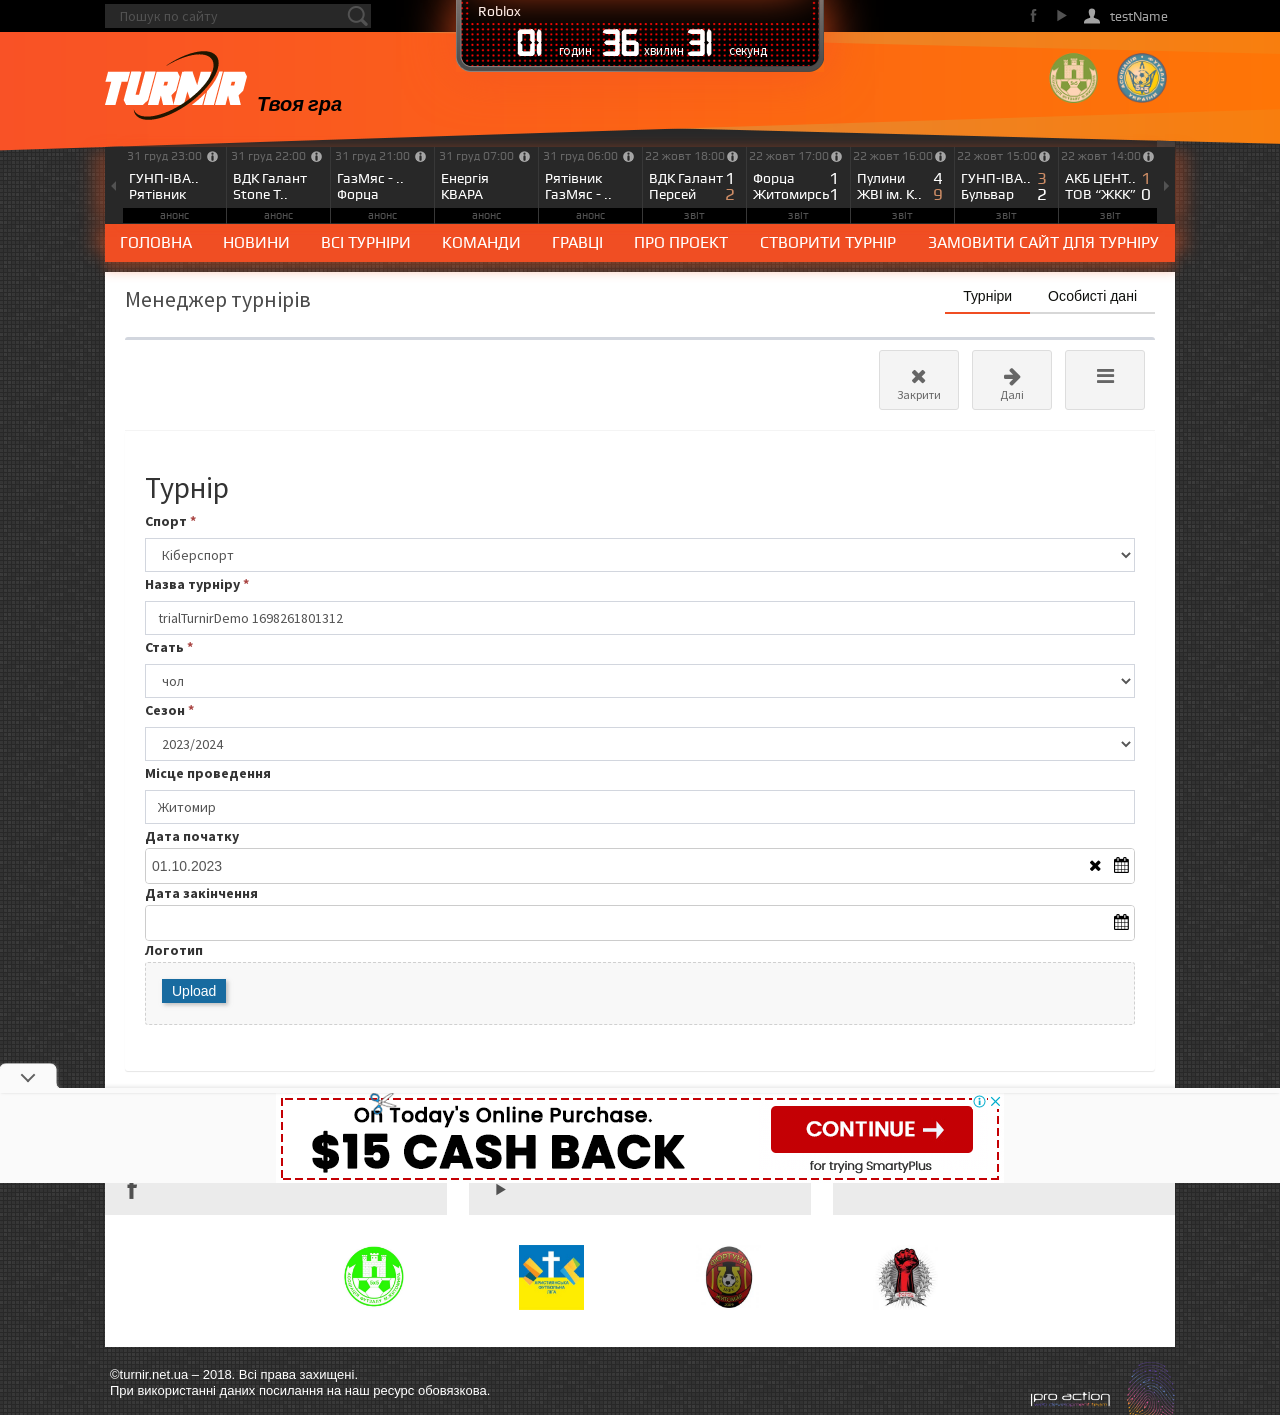 Пошук по сайту
Roblox
01 годин 36 хвилин 31 секунд
testName
TURNIR Твоя гра
31 груд 23:00
ГУНП-ІВА..
Рятівник
анонс
31 груд 22:00
ВДК Галант
Stone T..
анонс
31 груд 21:00
ГазМяс - ..
Форца
анонс
31 груд 07:00
Енергія
КВАРА
анонс
31 груд 06:00
Рятівник
ГазМяс - ..
анонс
22 жовт 18:00
ВДК Галант 1
Персей 2
звіт
22 жовт 17:00
Форца 1
Житомирсь 1
звіт
22 жовт 16:00
Пулини 4
ЖВІ ім. К.. 9
звіт
22 жовт 15:00
ГУНП-ІВА.. 3
Бульвар 2
звіт
22 жовт 14:00
АКБ ЦЕНТ.. 1
ТОВ “ЖКК” 0
звіт
ГОЛОВНА НОВИНИ ВСІ ТУРНІРИ КОМАНДИ ГРАВЦІ ПРО ПРОЕКТ СТВОРИТИ ТУРНІР ЗАМОВИТИ САЙТ ДЛЯ ТУРНІРУ
Менеджер турнірів
Турніри Особисті дані
Закрити Далі
Турнір
Спорт *
Кіберспорт
Назва турніру *
trialTurnirDemo 1698261801312
Стать *
чол
Сезон *
2023/2024
Місце проведення
Житомир
Дата початку
01.10.2023
Дата закінчення
Логотип
Upload
On Today's Online Purchase.
$15 CASH BACK
CONTINUE →
for trying SmartyPlus
©turnir.net.ua – 2018. Всі права захищені.
При використанні даних посилання на наш ресурс обовязкова.
pro action